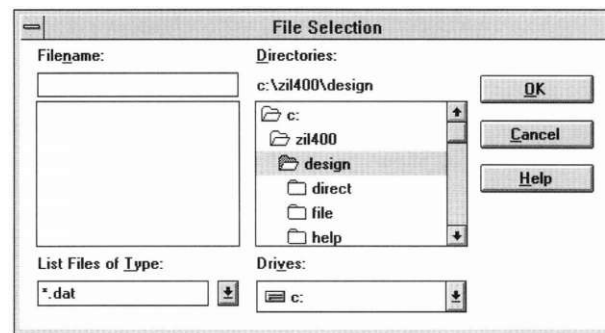 File Selection
Filename:
Directories:
c:\zil400\design
c:
zil400
design
direct
file
help
List Files of Type:
*.dat
Drives:
c:
OK
Cancel
Help